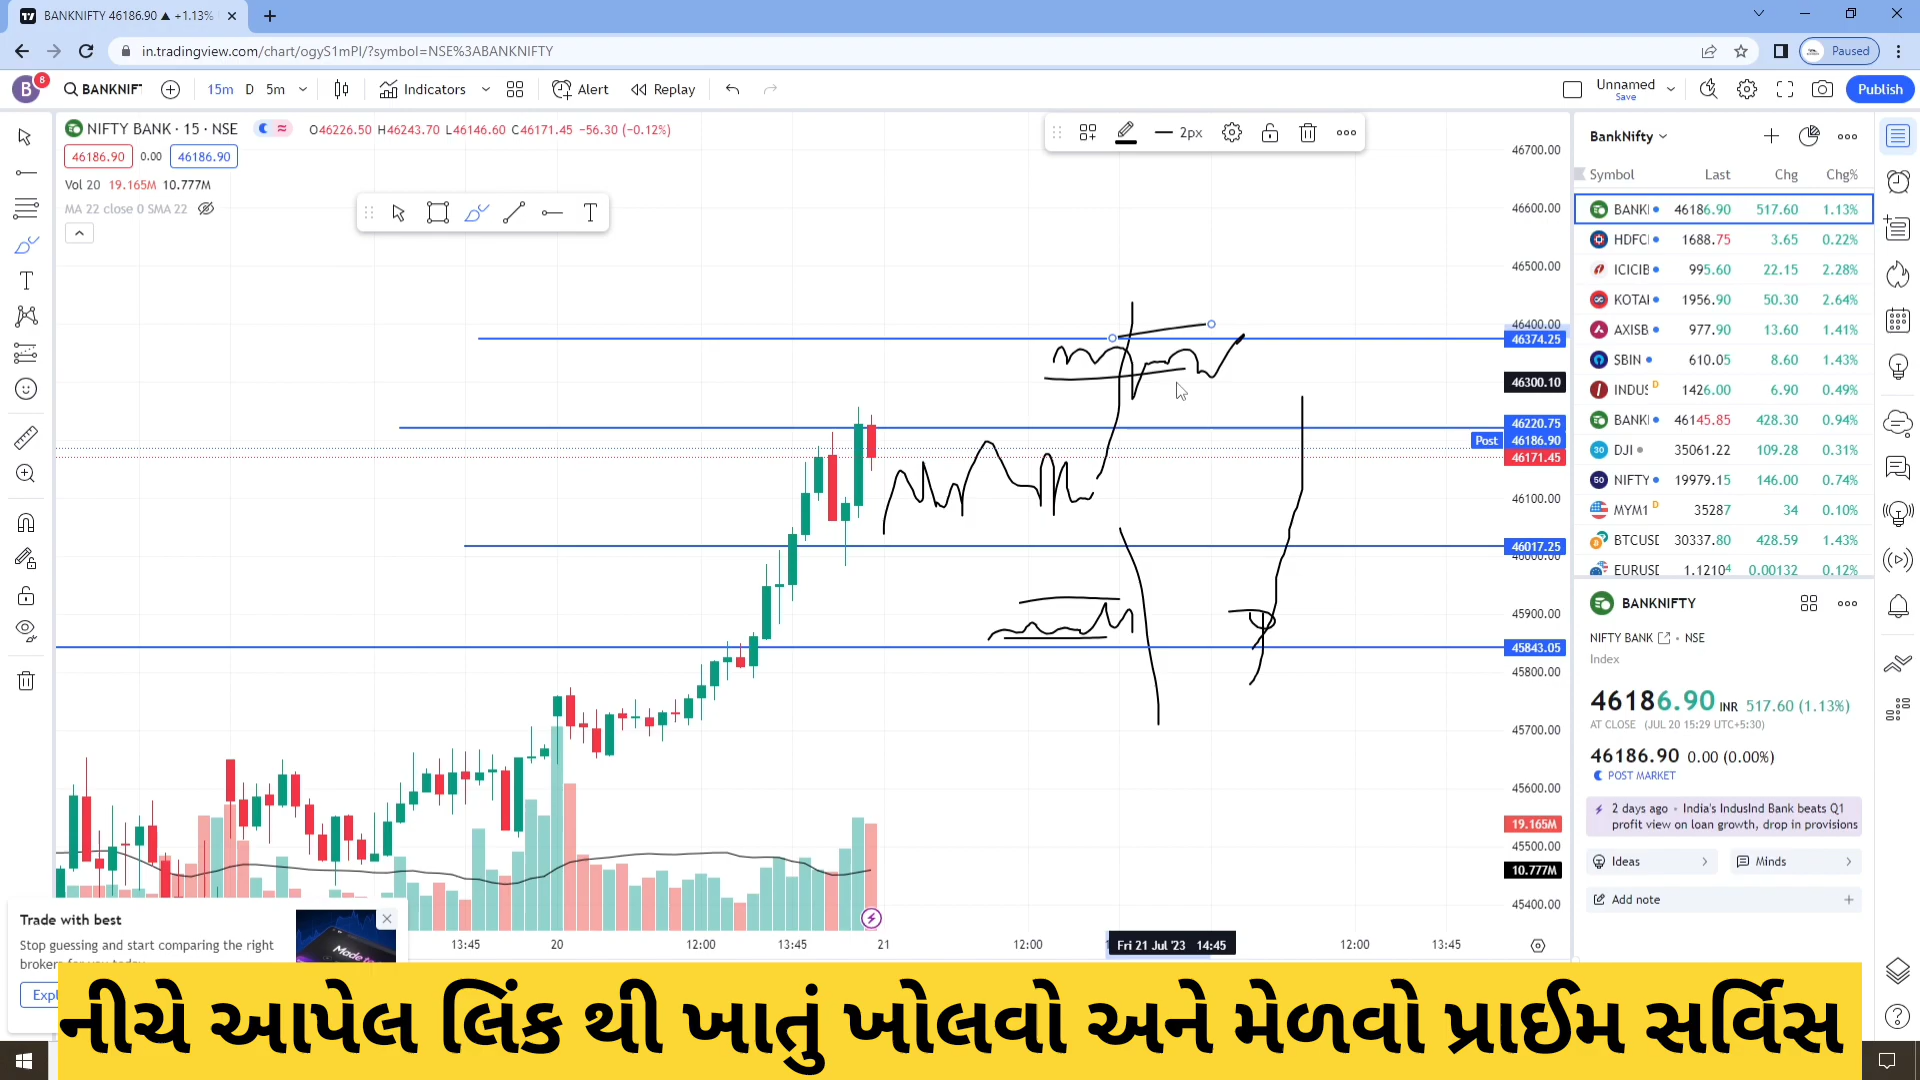 BANKNIFTY 46186.90 ▲ +1.13%
in.tradingview.com/chart/ogyS1mPI/?symbol=NSE%3ABANKNIFTY
Paused
B 8 BANKNIF 15m D 5m Indicators Alert Replay Unnamed Save Publish
NIFTY BANK · 15 · NSE O46226.50 H46243.70 L46146.60 C46171.45 −56.30 (−0.12%)
46186.90 0.00 46186.90
Vol 20 19.165M 10.777M
MA 22 close 0 SMA 22
2px
T
46700.00
46600.00
46500.00
46400.00
46374.25
46300.10
46220.75
Post 46186.90
46171.45
46100.00
46017.25
46000.00
45900.00
45843.05
45800.00
45700.00
45600.00
19.165M
45500.00
10.777M
45400.00
13:45 20 12:00 13:45 21 12:00 Fri 21 Jul '23 14:45 12:00 13:45
BankNifty
Symbol Last Chg Chg%
BANKI 46186.90 517.60 1.13%
HDFCI 1688.75 3.65 0.22%
ICICIB 995.60 22.15 2.28%
KOTAI 1956.90 50.30 2.64%
AXISB 977.90 13.60 1.41%
SBIN 610.05 8.60 1.43%
INDUS D 1426.00 6.90 0.49%
BANKI 46145.85 428.30 0.94%
30 DJI 35061.22 109.28 0.31%
50 NIFTY 19979.15 146.00 0.74%
MYM1 D 35287 34 0.10%
BTCUSD 30337.80 428.59 1.43%
EURUSD 1.12104 0.00132 0.12%
BANKNIFTY
NIFTY BANK · NSE
Index
46186.90 INR 517.60 (1.13%)
AT CLOSE (JUL 20 15:29 UTC+5:30)
46186.90 0.00 (0.00%)
POST MARKET
2 days ago · India's IndusInd Bank beats Q1
profit view on loan growth, drop in provisions
Ideas Minds
Add note
Trade with best
Stop guessing and start comparing the right
Made
નીચે આપેલ લિંક થી ખાતું ખોલવો અને મેળવો પ્રાઈમ સર્વિસ